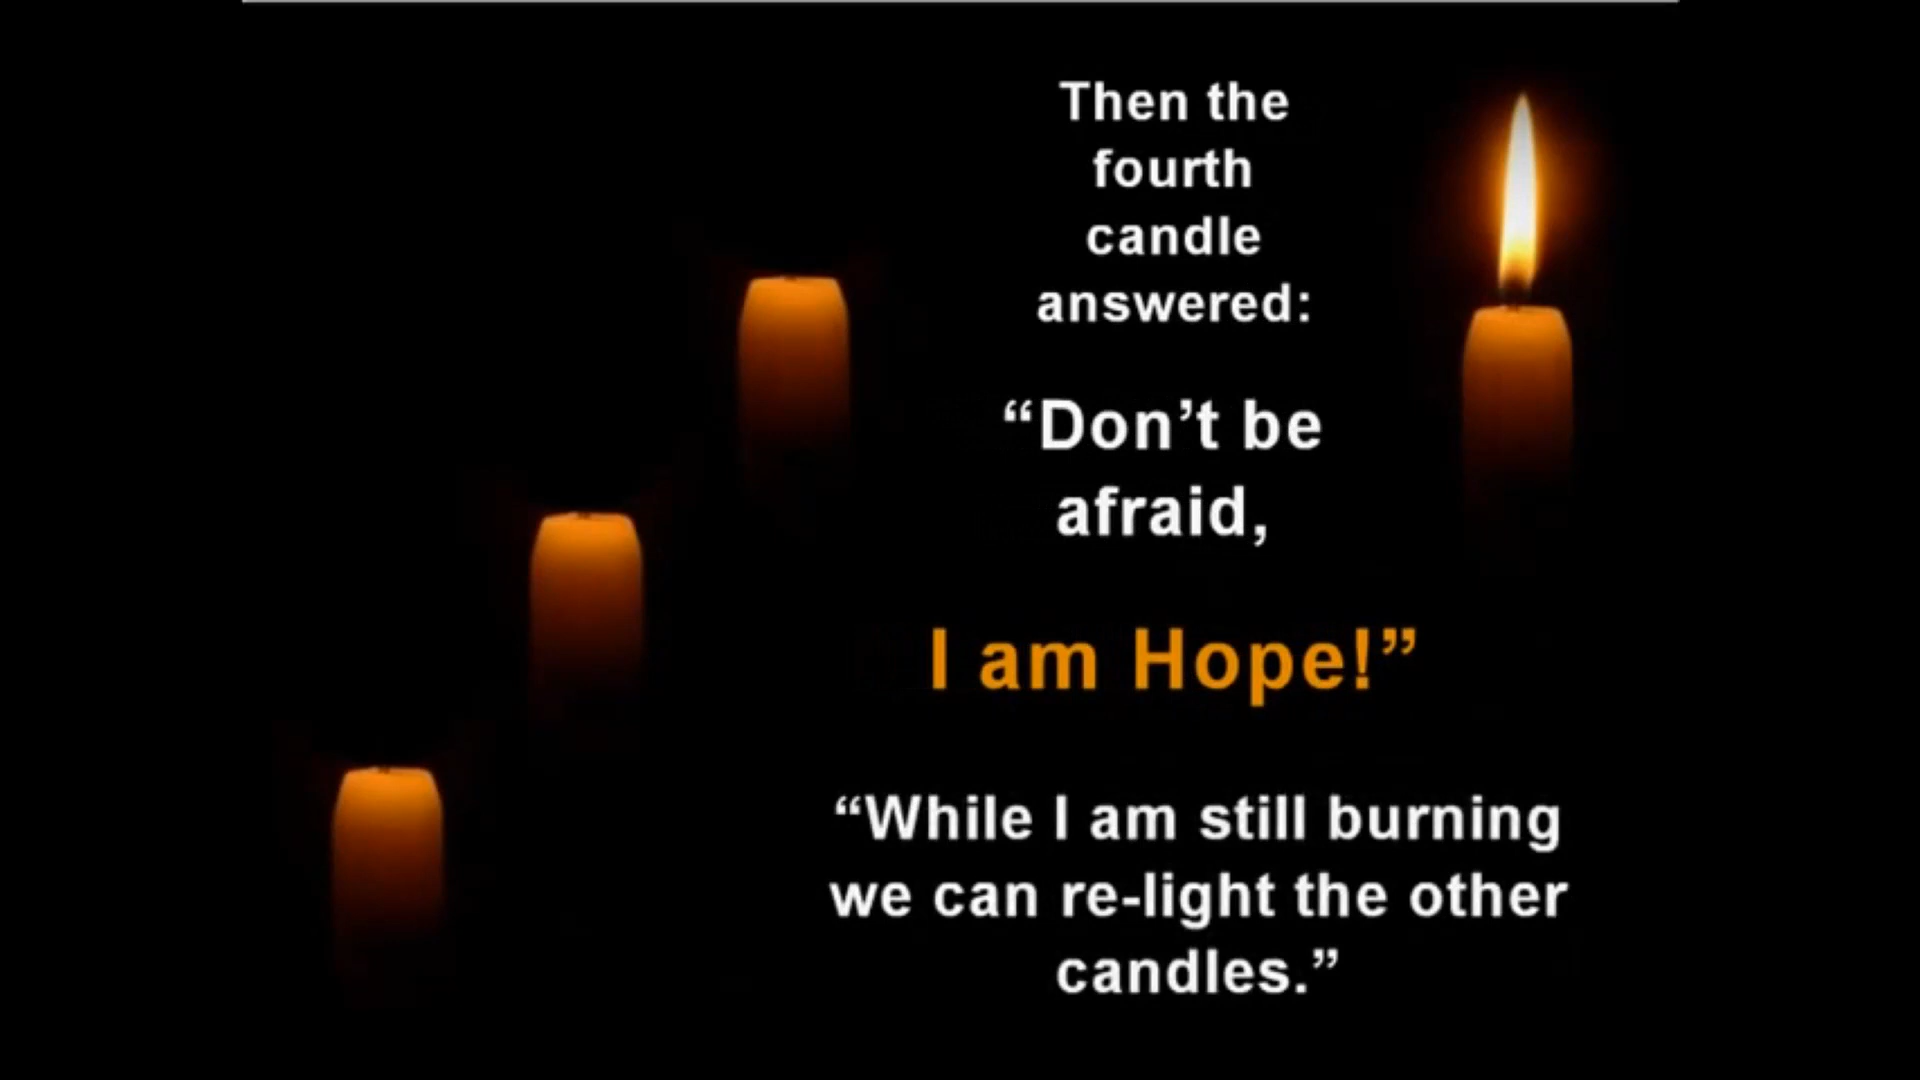 Then the
fourth
candle
answered:
“Don’t be
afraid,
I am Hope!”
“While I am still burning
we can re-light the other
candles.”